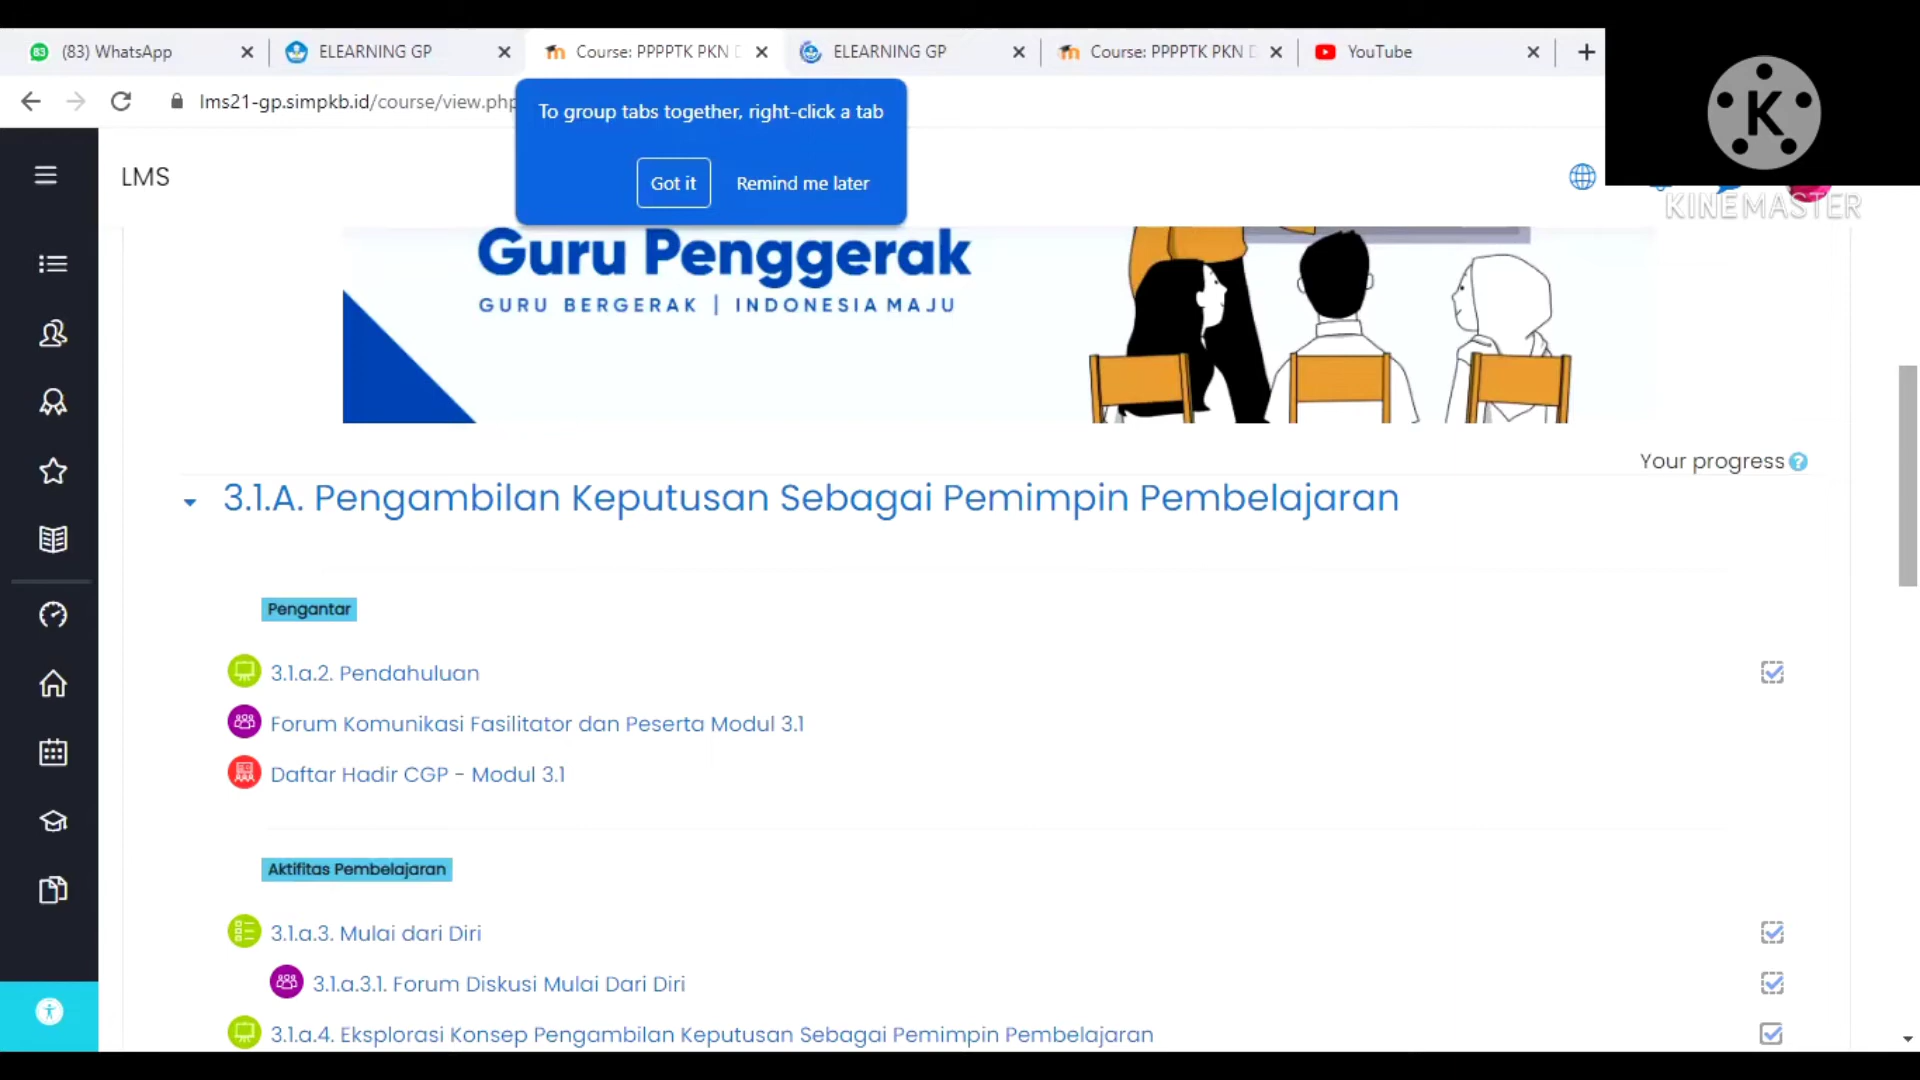 83 (83) WhatsApp
ELEARNING GP
Course: PPPPTK PKN D
ELEARNING GP
Course: PPPPTK PKN D
YouTube
lms21-gp.simpkb.id/course/view.php
To group tabs together, right-click a tab
Got it
Remind me later
K
KINEMASTER
LMS
Guru Penggerak
GURU BERGERAK | INDONESIA MAJU
Your progress
3.1.A. Pengambilan Keputusan Sebagai Pemimpin Pembelajaran
Pengantar
3.1.a.2. Pendahuluan
Forum Komunikasi Fasilitator dan Peserta Modul 3.1
Daftar Hadir CGP - Modul 3.1
Aktifitas Pembelajaran
3.1.a.3. Mulai dari Diri
3.1.a.3.1. Forum Diskusi Mulai Dari Diri
3.1.a.4. Eksplorasi Konsep Pengambilan Keputusan Sebagai Pemimpin Pembelajaran